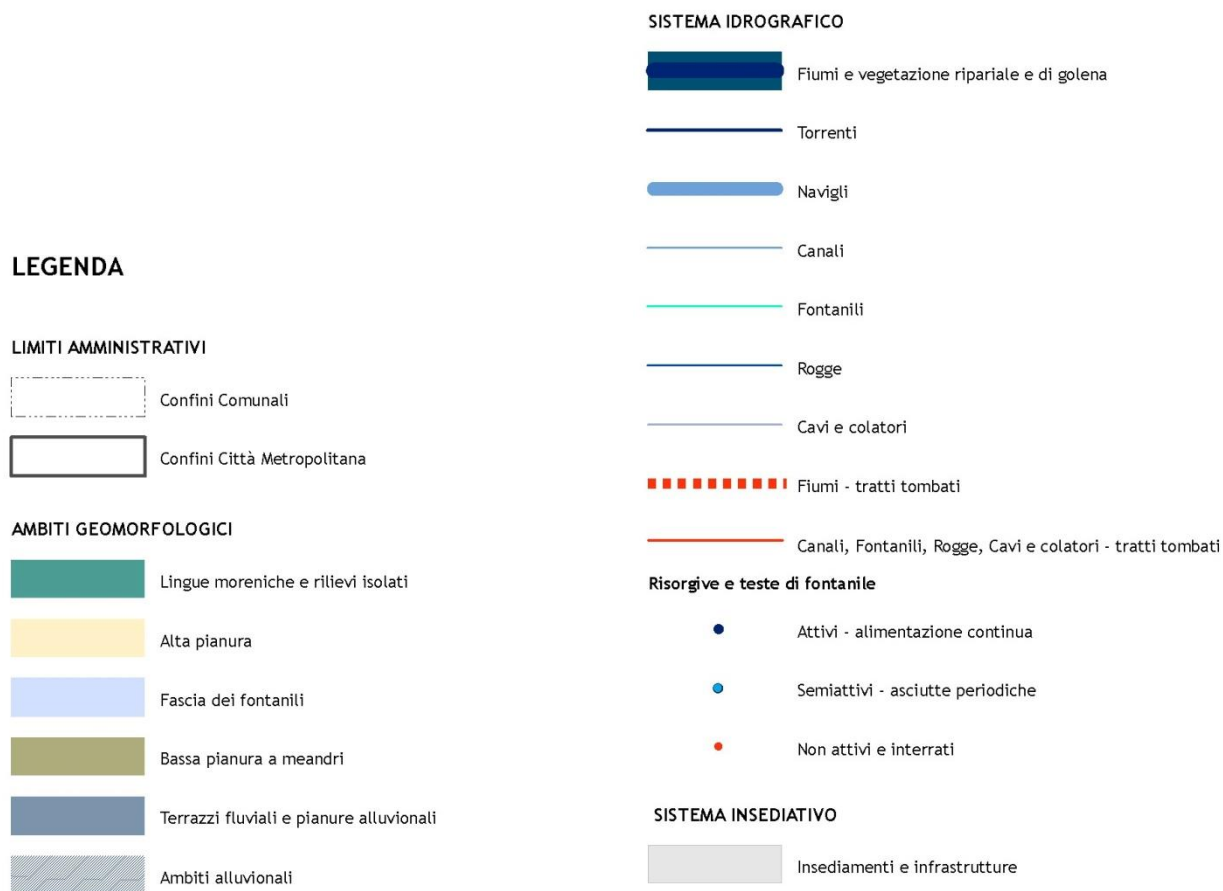 LEGENDA
LIMITI AMMINISTRATIVI
Confini Comunali
Confini Città Metropolitana
AMBITI GEOMORFOLOGICI
Lingue moreniche e rilievi isolati
Alta pianura
Fascia dei fontanili
Bassa pianura a meandri
Terrazzi fluviali e pianure alluvionali
Ambiti alluvionali
SISTEMA IDROGRAFICO
Fiumi e vegetazione ripariale e di golena
Torrenti
Navigli
Canali
Fontanili
Rogge
Cavi e colatori
Fiumi - tratti tombati
Canali, Fontanili, Rogge, Cavi e colatori - tratti tombati
Risorgive e teste di fontanile
Attivi - alimentazione continua
Semiattivi - asciutte periodiche
Non attivi e interrati
SISTEMA INSEDIATIVO
Insediamenti e infrastrutture